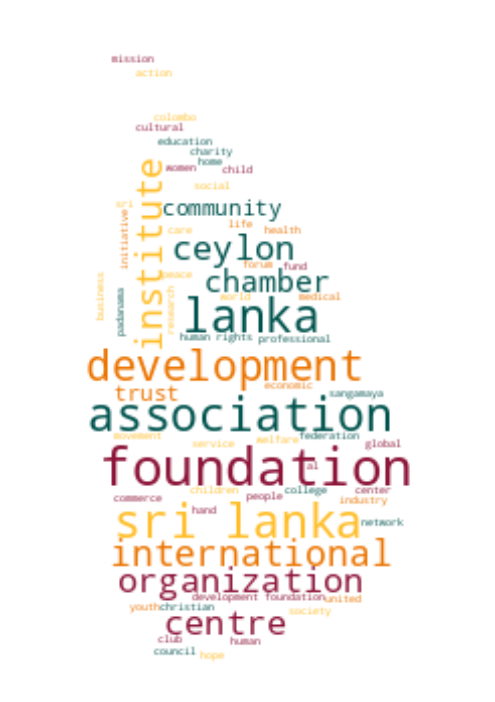 mission
action
colombo
cultural
education
charity
home
women child
social
institute
sri
community
initiative
life
care health
ceylon
forum fund
peace
chamber
business
padanama
research
world medical
lanka
human rights professional
development
economic
trust sangamaya
association
movement federation
service welfare global
foundation
al
children college center
commerce people industry
hand
sri lanka network
international
organization
development foundation united
youth christian society
centre
club human
council hope